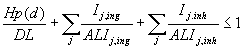 Hp(d)/DL + ∑_j I_{j,ing}/ALI_{j,ing} + ∑_j I_{j,inh}/ALI_{j,inh} ≤ 1